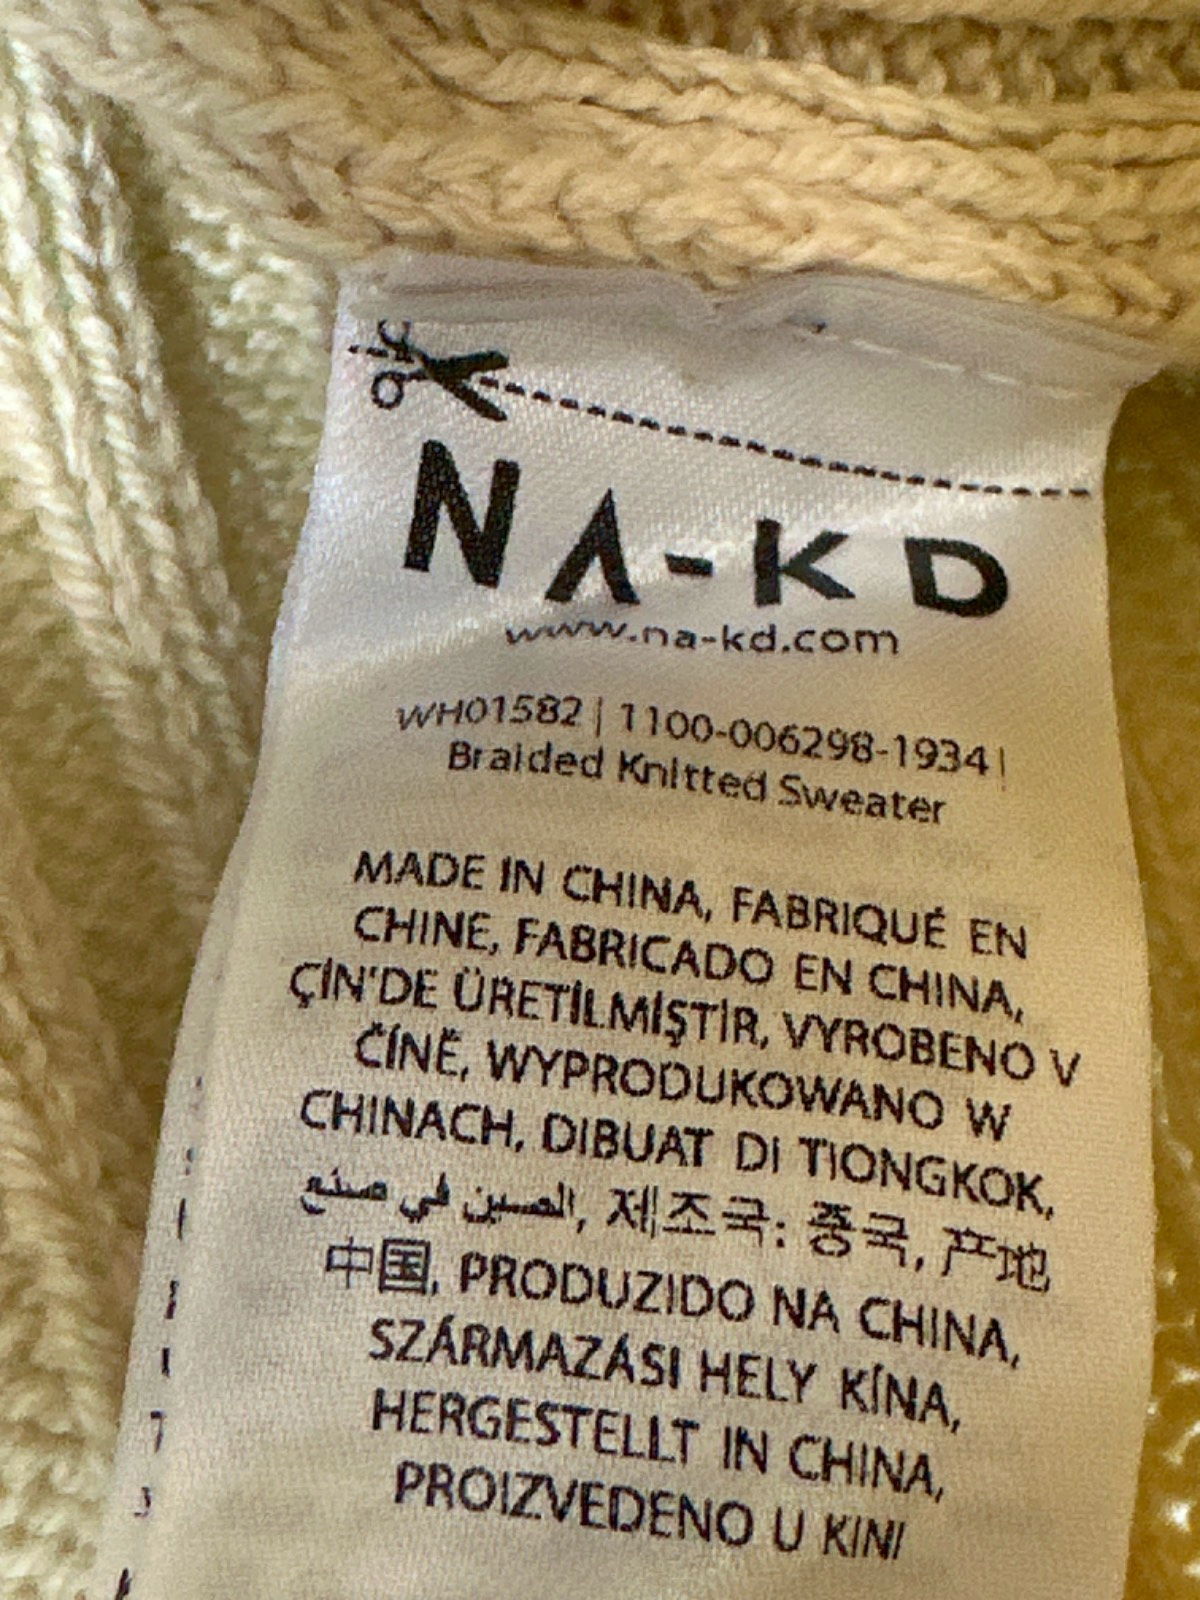 NA-KD
www.na-kd.com
WH01582 | 1100-006298-1934 |
Braided Knitted Sweater
MADE IN CHINA, FABRIQUÉ EN
CHINE, FABRICADO EN CHINA,
ÇİN'DE ÜRETİLMİŞTİR, VYROBENO V
ČÍNĚ, WYPRODUKOWANO W
CHINACH, DIBUAT DI TIONGKOK,
الصين في صنع, 제조국: 중국, 产地
中国, PRODUZIDO NA CHINA,
SZÁRMAZÁSI HELY KÍNA,
HERGESTELLT IN CHINA,
PROIZVEDENO U KINI